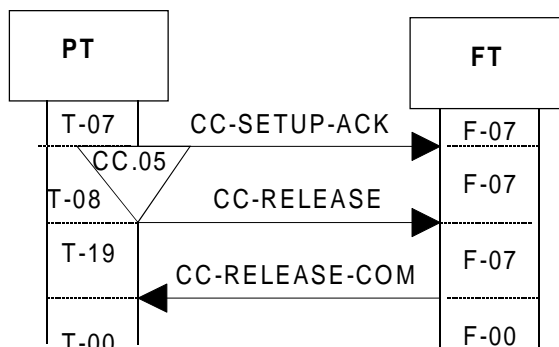 PT
FT
T-07
CC-SETUP-ACK
F-07
CC.05
T-08
CC-RELEASE
F-07
T-19
CC-RELEASE-COM
F-07
T-00
F-00